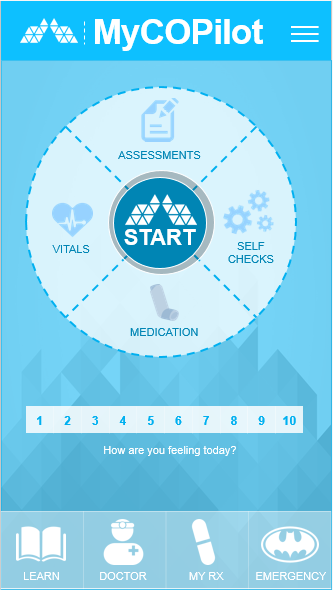 MyCOPilot
ASSESSMENTS
VITALS
START
SELF
CHECKS
MEDICATION
1 2 3 4 5 6 7 8 9 10
How are you feeling today?
LEARN
DOCTOR
MY RX
EMERGENCY